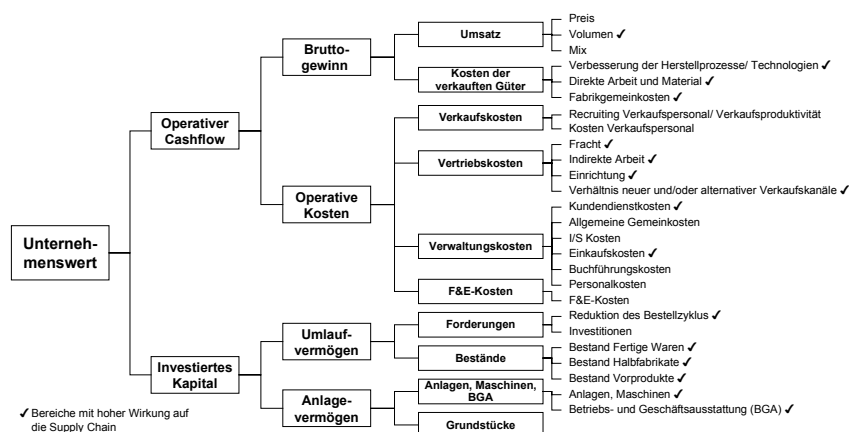 Unterneh-
menswert
Operativer
Cashflow
Investiertes
Kapital
Brutto-
gewinn
Operative
Kosten
Umlauf-
vermögen
Anlage-
vermögen
Umsatz
Kosten der
verkauften Güter
Verkaufskosten
Vertriebskosten
Verwaltungskosten
F&E-Kosten
Forderungen
Bestände
Anlagen, Maschinen,
BGA
Grundstücke
Preis
Volumen ✓
Mix
Verbesserung der Herstellprozesse/ Technologien ✓
Direkte Arbeit und Material ✓
Fabrikgemeinkosten ✓
Recruiting Verkaufspersonal/ Verkaufsproduktivität
Kosten Verkaufspersonal
Fracht ✓
Indirekte Arbeit ✓
Einrichtung ✓
Verhältnis neuer und/oder alternativer Verkaufskanäle ✓
Kundendienstkosten ✓
Allgemeine Gemeinkosten
I/S Kosten
Einkaufskosten ✓
Buchführungskosten
Personalkosten
F&E-Kosten
Reduktion des Bestellzyklus ✓
Investitionen
Bestand Fertige Waren ✓
Bestand Halbfabrikate ✓
Bestand Vorprodukte ✓
Anlagen, Maschinen ✓
Betriebs- und Geschäftsausstattung (BGA) ✓
✓ Bereiche mit hoher Wirkung auf
die Supply Chain